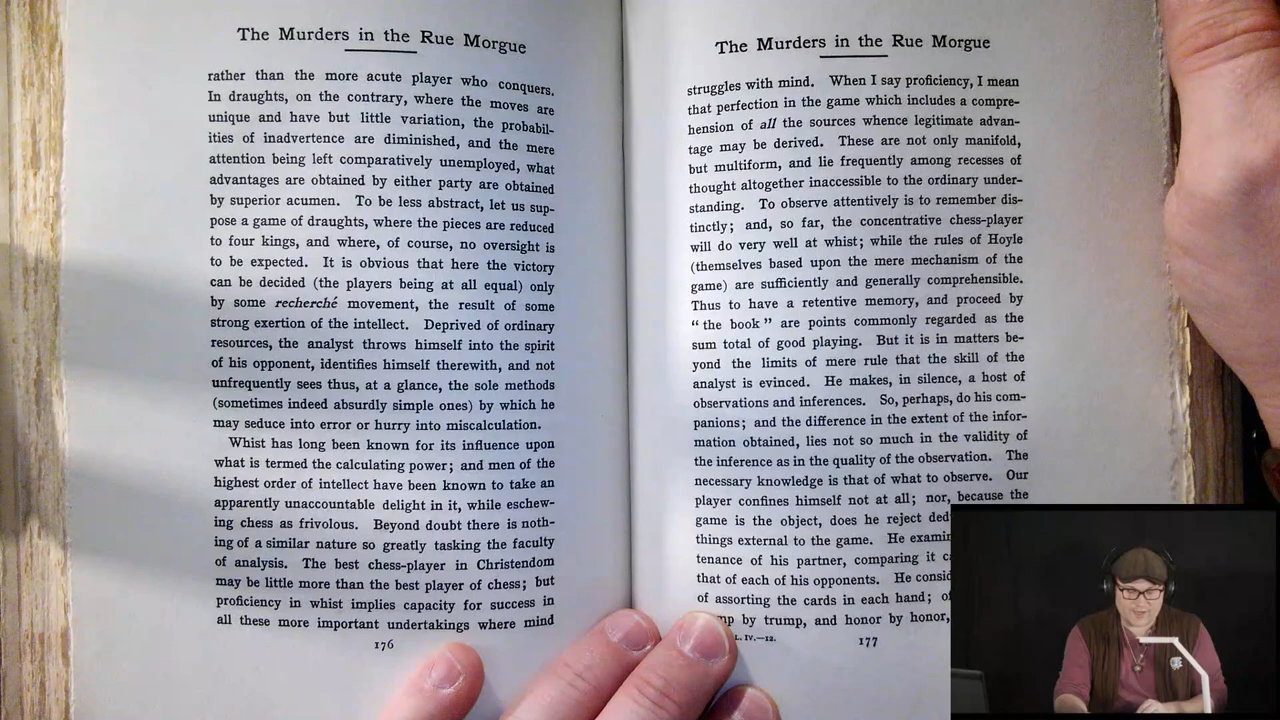 The Murders in the Rue Morgue
rather than the more acute player who conquers.
In draughts, on the contrary, where the moves are
unique and have but little variation, the probabil-
ities of inadvertence are diminished, and the mere
attention being left comparatively unemployed, what
advantages are obtained by either party are obtained
by superior acumen. To be less abstract, let us sup-
pose a game of draughts, where the pieces are reduced
to four kings, and where, of course, no oversight is
to be expected. It is obvious that here the victory
can be decided (the players being at all equal) only
by some recherché movement, the result of some
strong exertion of the intellect. Deprived of ordinary
resources, the analyst throws himself into the spirit
of his opponent, identifies himself therewith, and not
unfrequently sees thus, at a glance, the sole methods
(sometimes indeed absurdly simple ones) by which he
may seduce into error or hurry into miscalculation.
Whist has long been known for its influence upon
what is termed the calculating power; and men of the
highest order of intellect have been known to take an
apparently unaccountable delight in it, while eschew-
ing chess as frivolous. Beyond doubt there is noth-
ing of a similar nature so greatly tasking the faculty
of analysis. The best chess-player in Christendom
may be little more than the best player of chess; but
proficiency in whist implies capacity for success in
all these more important undertakings where mind
176
The Murders in the Rue Morgue
struggles with mind. When I say proficiency, I mean
that perfection in the game which includes a compre-
hension of all the sources whence legitimate advan-
tage may be derived. These are not only manifold,
but multiform, and lie frequently among recesses of
thought altogether inaccessible to the ordinary under-
standing. To observe attentively is to remember dis-
tinctly; and, so far, the concentrative chess-player
will do very well at whist; while the rules of Hoyle
(themselves based upon the mere mechanism of the
game) are sufficiently and generally comprehensible.
Thus to have a retentive memory, and proceed by
“ the book ” are points commonly regarded as the
sum total of good playing. But it is in matters be-
yond the limits of mere rule that the skill of the
analyst is evinced. He makes, in silence, a host of
observations and inferences. So, perhaps, do his com-
panions; and the difference in the extent of the infor-
mation obtained, lies not so much in the validity of
the inference as in the quality of the observation. The
necessary knowledge is that of what to observe. Our
player confines himself not at all; nor, because the
game is the object, does he reject ded
things external to the game. He examin
tenance of his partner, comparing it
that of each of his opponents. He consid
of assorting the cards in each hand;
by trump, and honor by honor,
L. IV.—12.
177